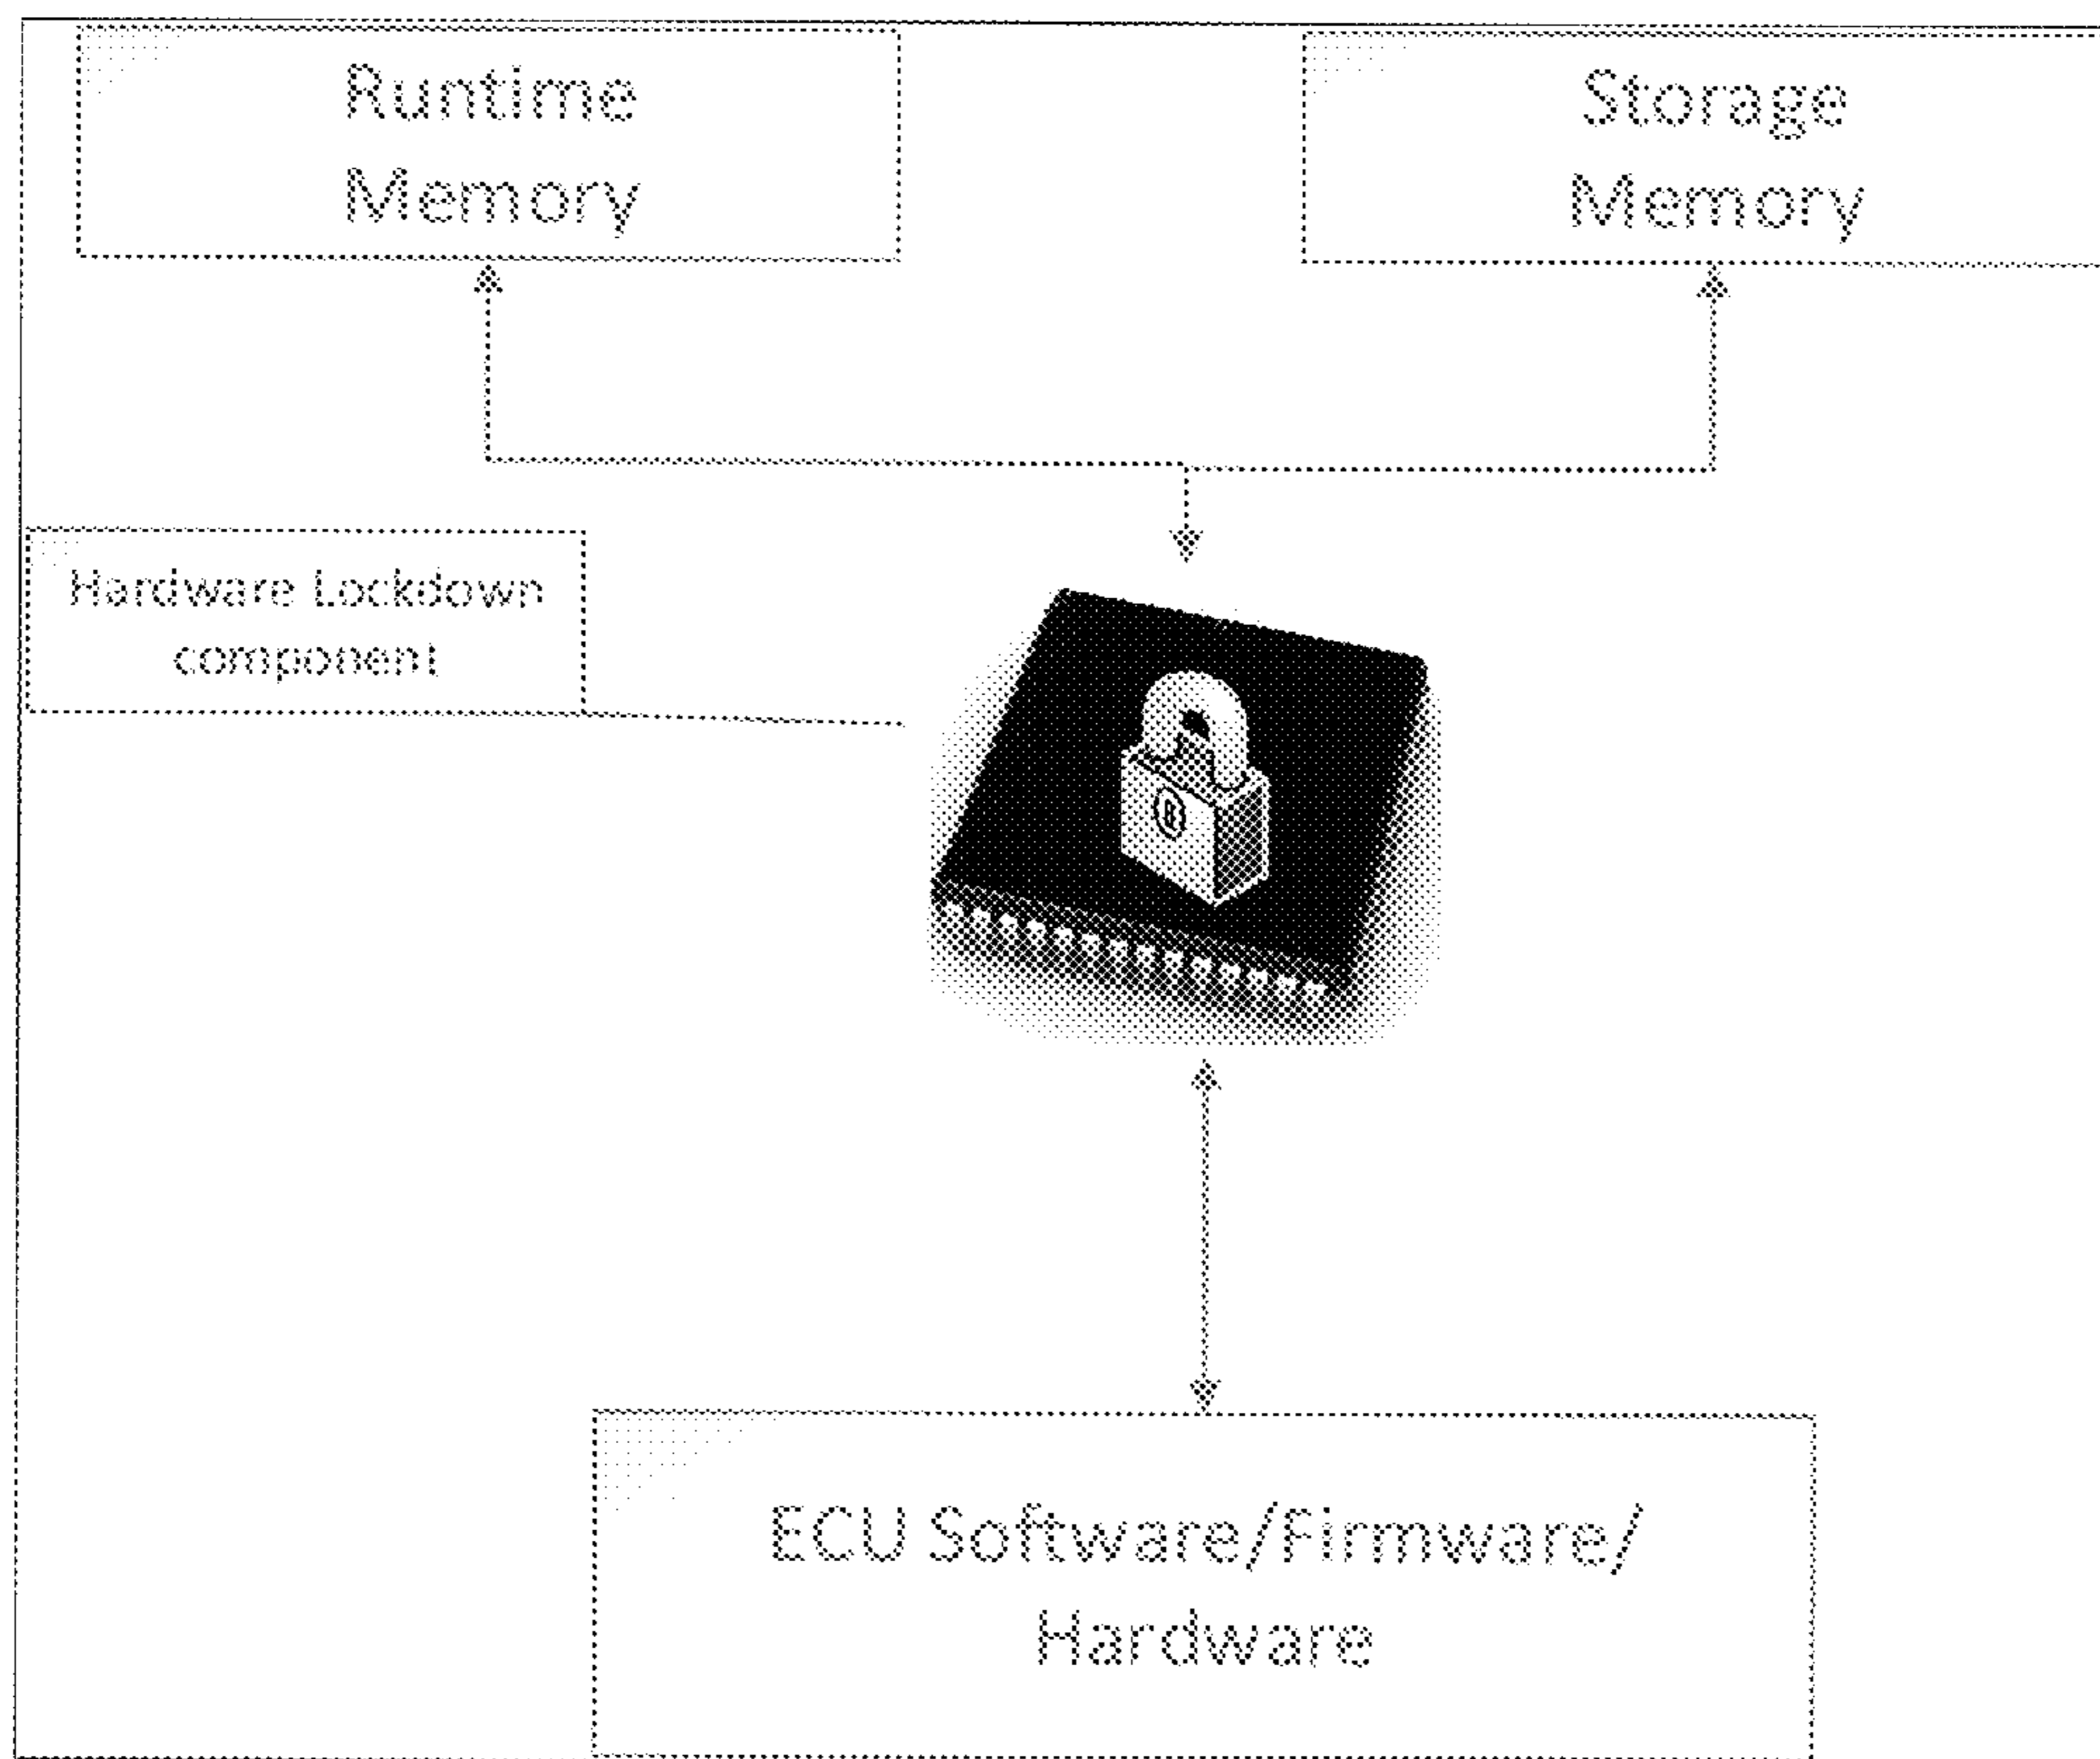 Runtime
Memory
Storage
Memory
Hardware Lockdown
component
ECU Software/Firmware/
Hardware